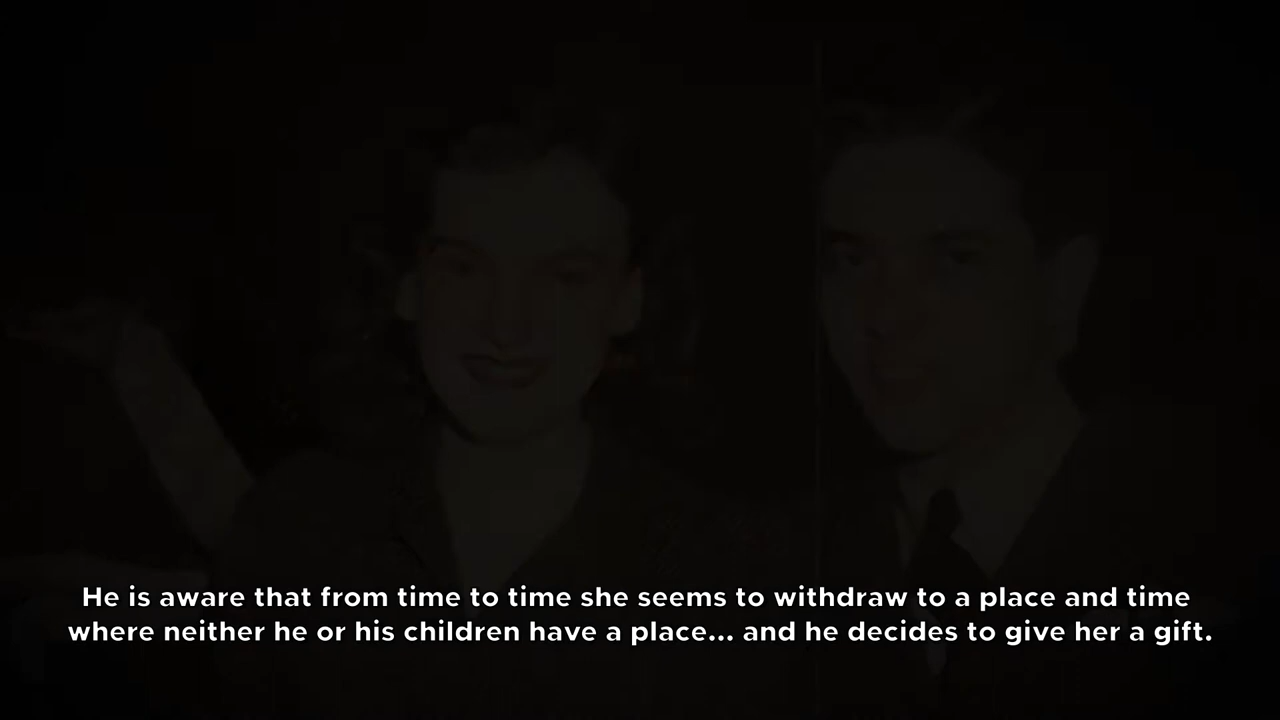 He is aware that from time to time she seems to withdraw to a place and time
where neither he or his children have a place... and he decides to give her a gift.